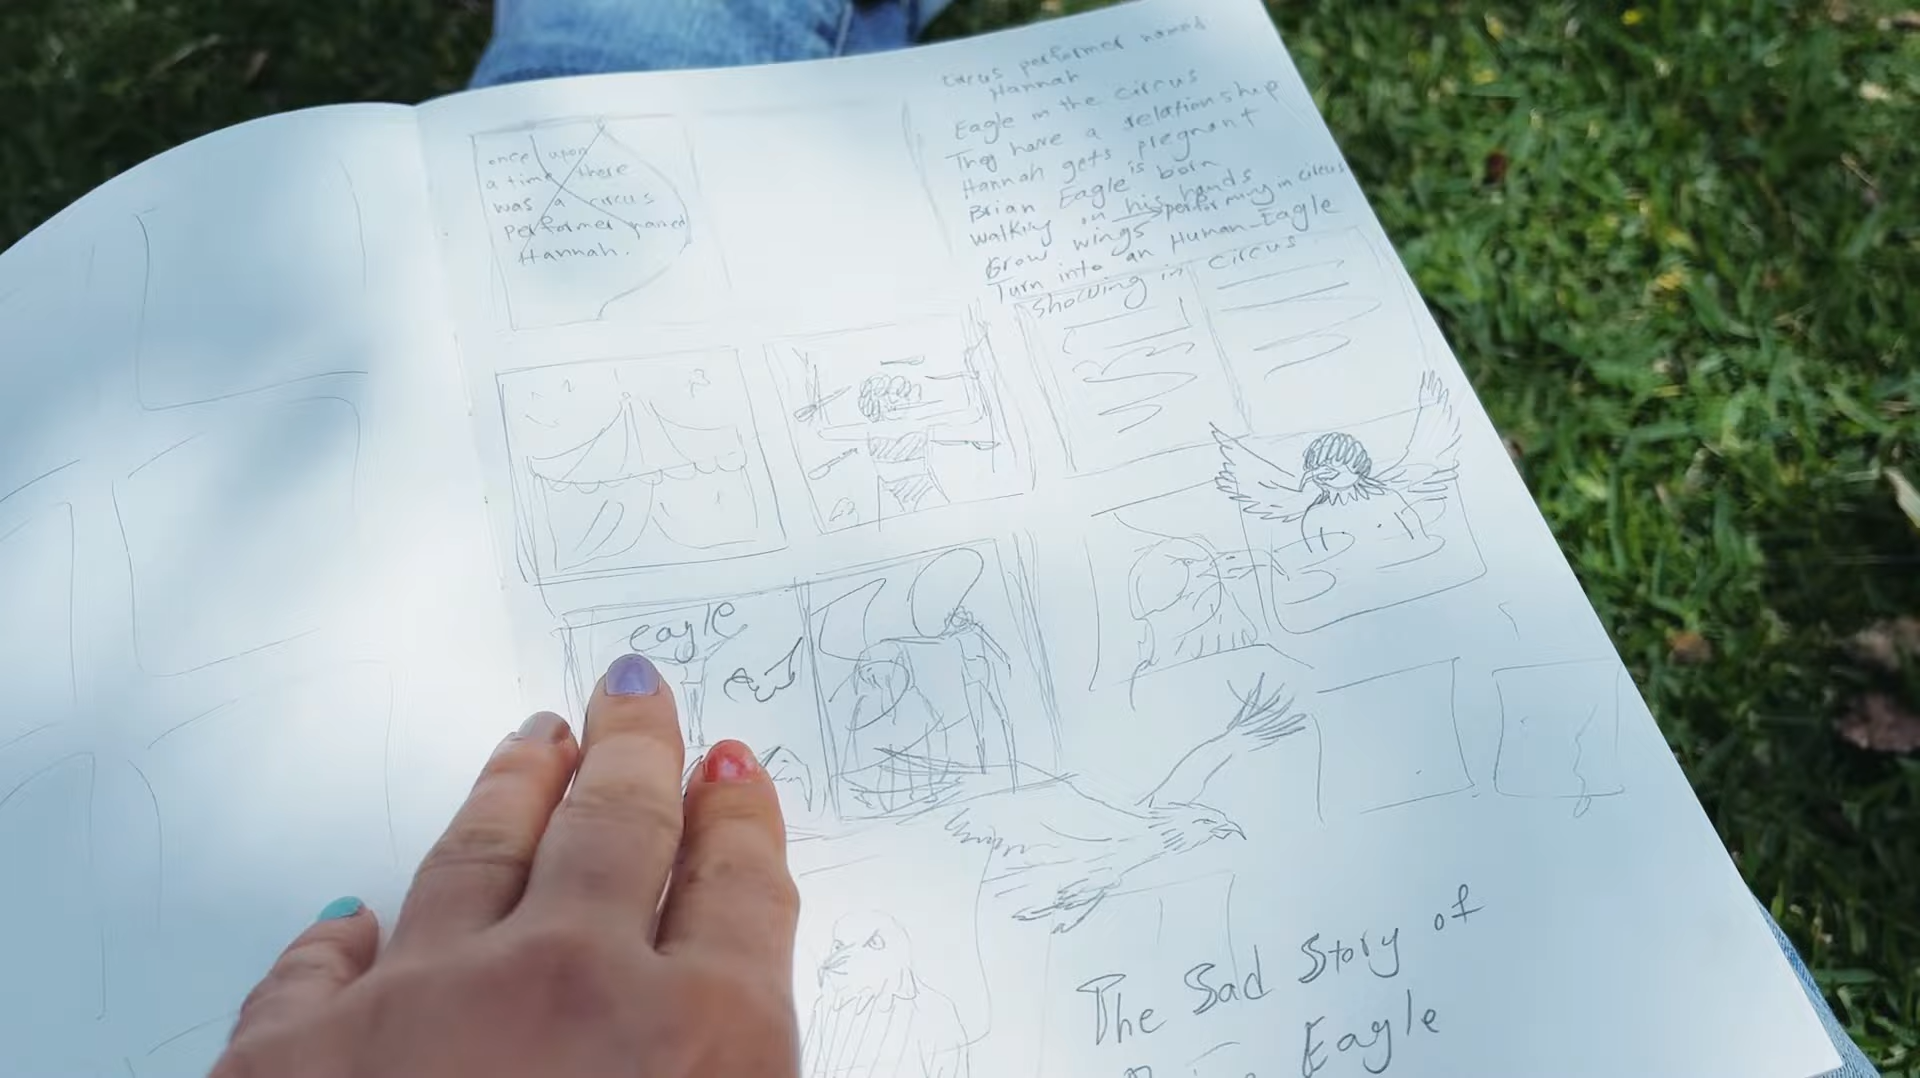 once upon
a time there
was a circus
performer named
Hannah.
Circus performer named
Hannah
Eagle in the circus
They have a relationship
Hannah gets pregnant
Brian Eagle is born
Walking on his hands
performing in circus
Grow wings
Turn into an Human-Eagle
Showing in circus
eagle
The Sad Story of
Eagle